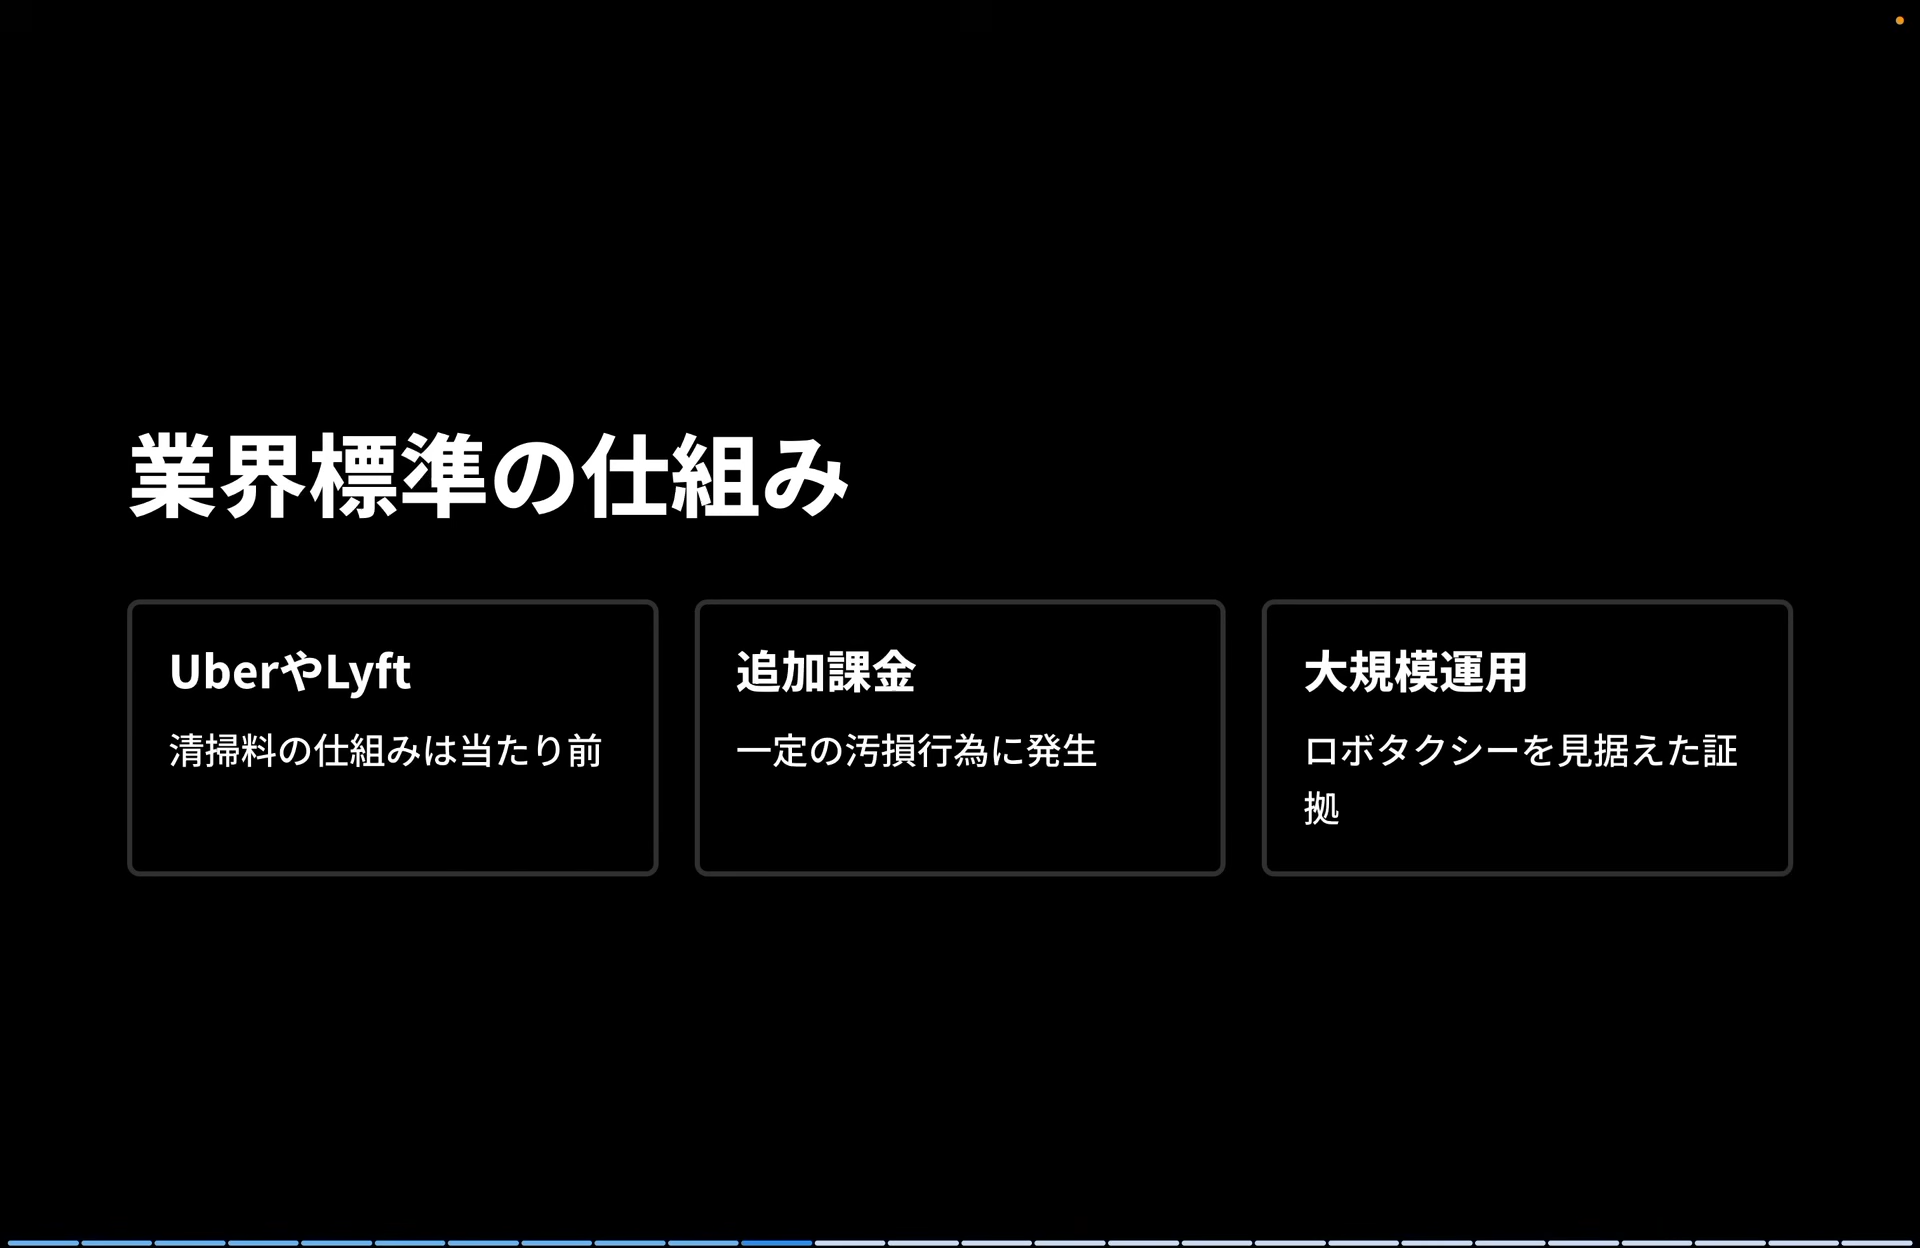 業界標準の仕組み
UberやLyft
清掃料の仕組みは当たり前
追加課金
一定の汚損行為に発生
大規模運用
ロボタクシーを見据えた証
拠